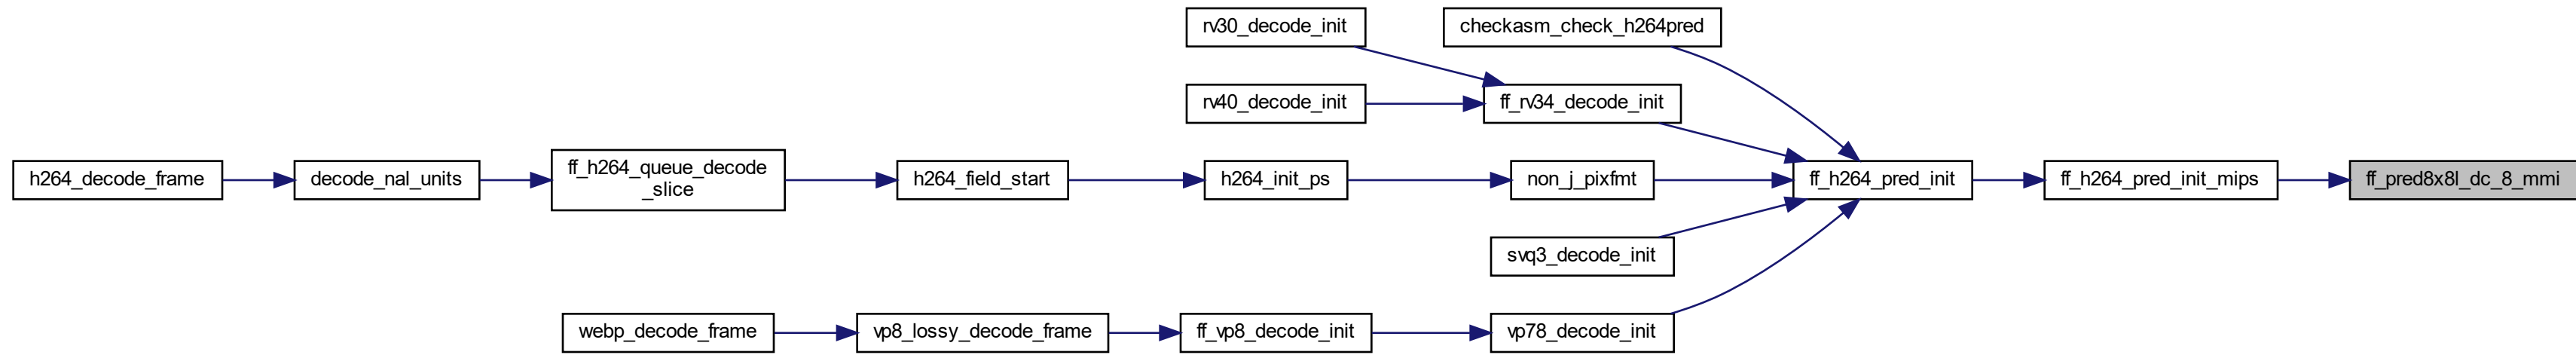 rv30_decode_init
checkasm_check_h264pred
rv40_decode_init
ff_rv34_decode_init
h264_decode_frame
decode_nal_units
ff_h264_queue_decode
_slice
h264_field_start
h264_init_ps
non_j_pixfmt
ff_h264_pred_init
ff_h264_pred_init_mips
ff_pred8x8l_dc_8_mmi
svq3_decode_init
webp_decode_frame
vp8_lossy_decode_frame
ff_vp8_decode_init
vp78_decode_init